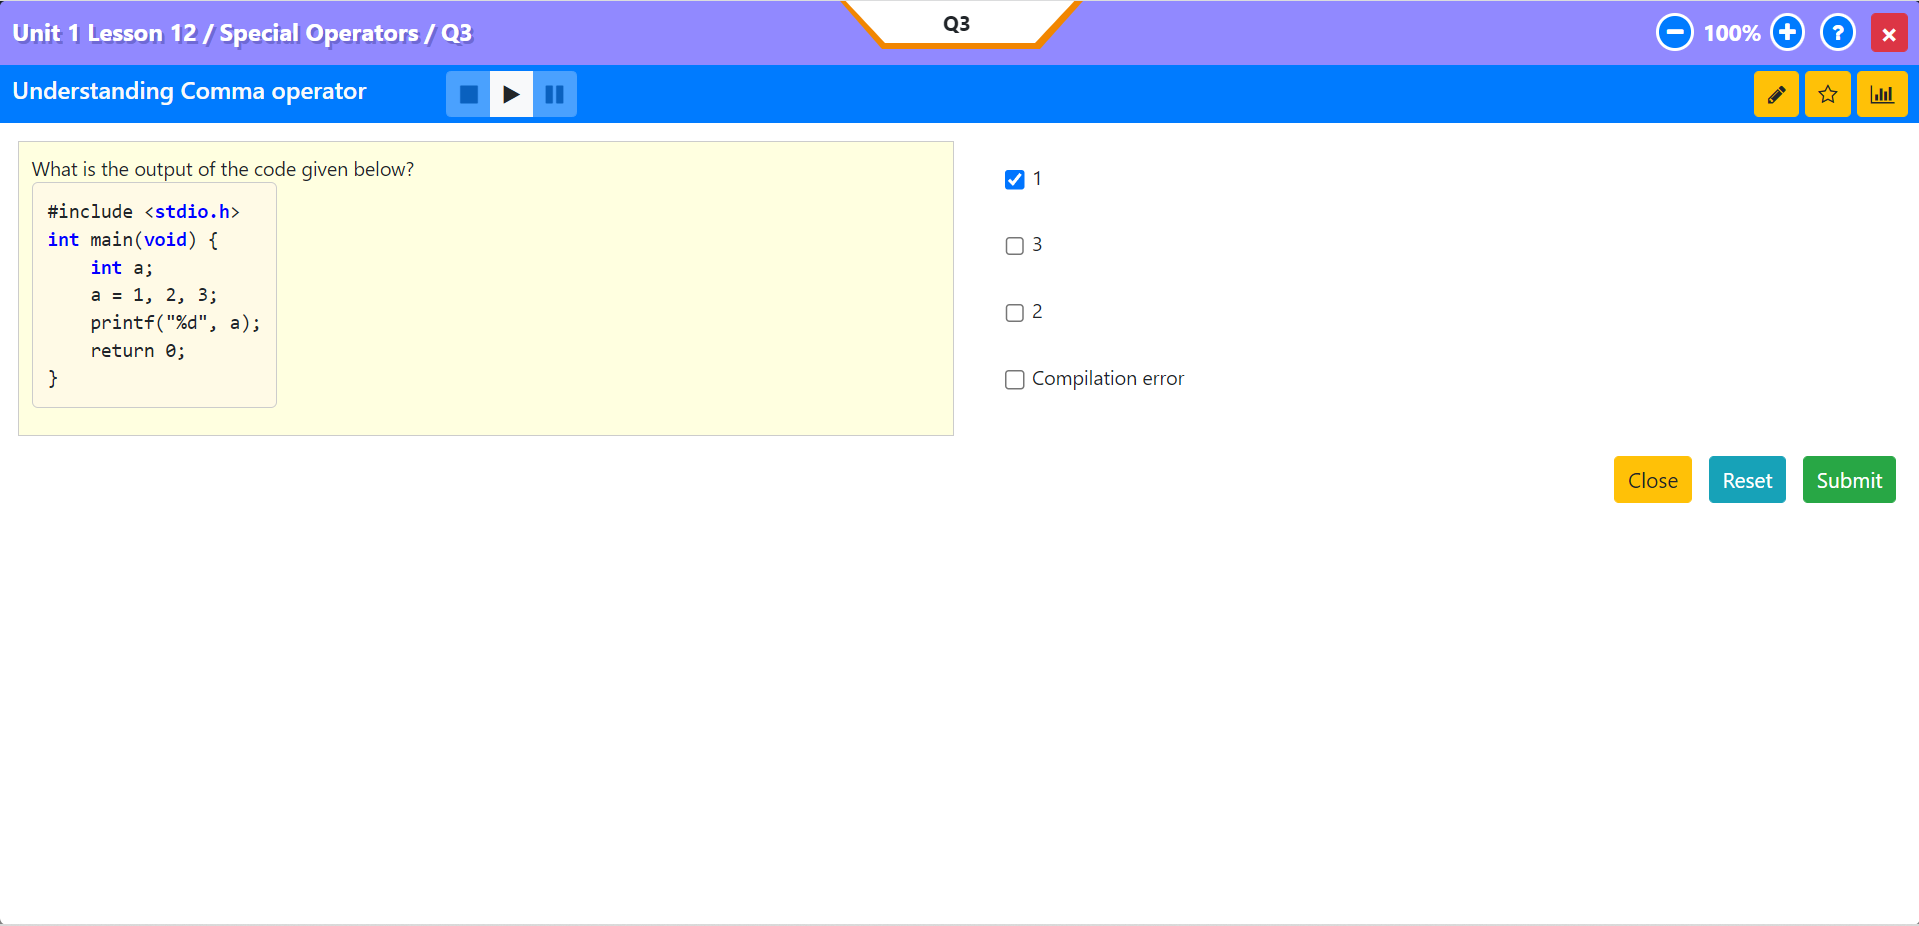 Unit 1 Lesson 12 / Special Operators / Q3
Q3
100%
?
Understanding Comma operator
What is the output of the code given below?
#include <stdio.h>
int main(void) {
    int a;
    a = 1, 2, 3;
    printf("%d", a);
    return 0;
}
1
3
2
Compilation error
Close Reset Submit